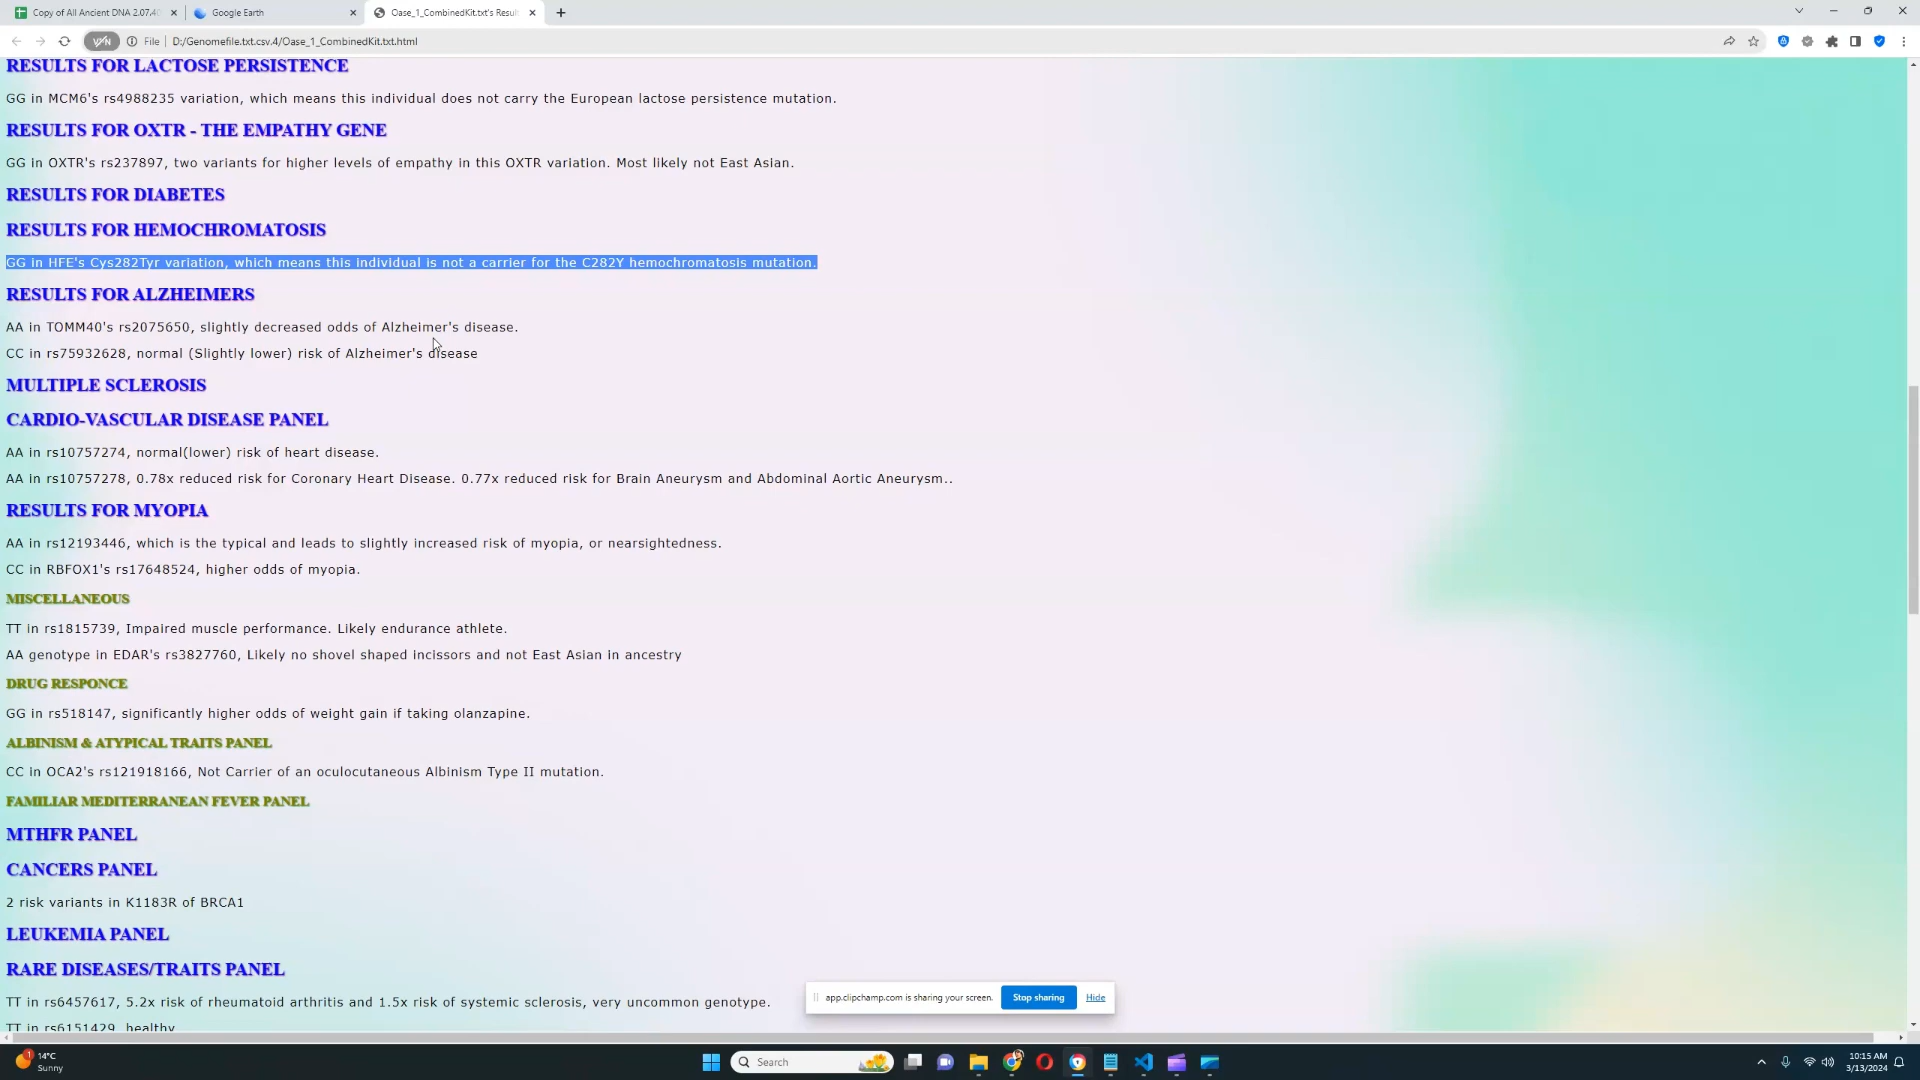 Copy of All Ancient DNA 2.07.40
Google Earth
Oase_1_CombinedKit.txt's Resul
VPN
File
D:/Genomefile.txt.csv.4/Oase_1_CombinedKit.txt.html
RESULTS FOR LACTOSE PERSISTENCE
GG in MCM6's rs4988235 variation, which means this individual does not carry the European lactose persistence mutation.
RESULTS FOR OXTR - THE EMPATHY GENE
GG in OXTR's rs237897, two variants for higher levels of empathy in this OXTR variation. Most likely not East Asian.
RESULTS FOR DIABETES
RESULTS FOR HEMOCHROMATOSIS
GG in HFE's Cys282Tyr variation, which means this individual is not a carrier for the C282Y hemochromatosis mutation.
RESULTS FOR ALZHEIMERS
AA in TOMM40's rs2075650, slightly decreased odds of Alzheimer's disease.
CC in rs75932628, normal (Slightly lower) risk of Alzheimer's disease
MULTIPLE SCLEROSIS
CARDIO-VASCULAR DISEASE PANEL
AA in rs10757274, normal(lower) risk of heart disease.
AA in rs10757278, 0.78x reduced risk for Coronary Heart Disease. 0.77x reduced risk for Brain Aneurysm and Abdominal Aortic Aneurysm..
RESULTS FOR MYOPIA
AA in rs12193446, which is the typical and leads to slightly increased risk of myopia, or nearsightedness.
CC in RBFOX1's rs17648524, higher odds of myopia.
MISCELLANEOUS
TT in rs1815739, Impaired muscle performance. Likely endurance athlete.
AA genotype in EDAR's rs3827760, Likely no shovel shaped incissors and not East Asian in ancestry
DRUG RESPONCE
GG in rs518147, significantly higher odds of weight gain if taking olanzapine.
ALBINISM & ATYPICAL TRAITS PANEL
CC in OCA2's rs121918166, Not Carrier of an oculocutaneous Albinism Type II mutation.
FAMILIAR MEDITERRANEAN FEVER PANEL
MTHFR PANEL
CANCERS PANEL
2 risk variants in K1183R of BRCA1
LEUKEMIA PANEL
RARE DISEASES/TRAITS PANEL
TT in rs6457617, 5.2x risk of rheumatoid arthritis and 1.5x risk of systemic sclerosis, very uncommon genotype.
TT in rs6151429, healthy
app.clipchamp.com is sharing your screen.
Stop sharing
Hide
1
14°C
Sunny
Search
10:15 AM
3/13/2024